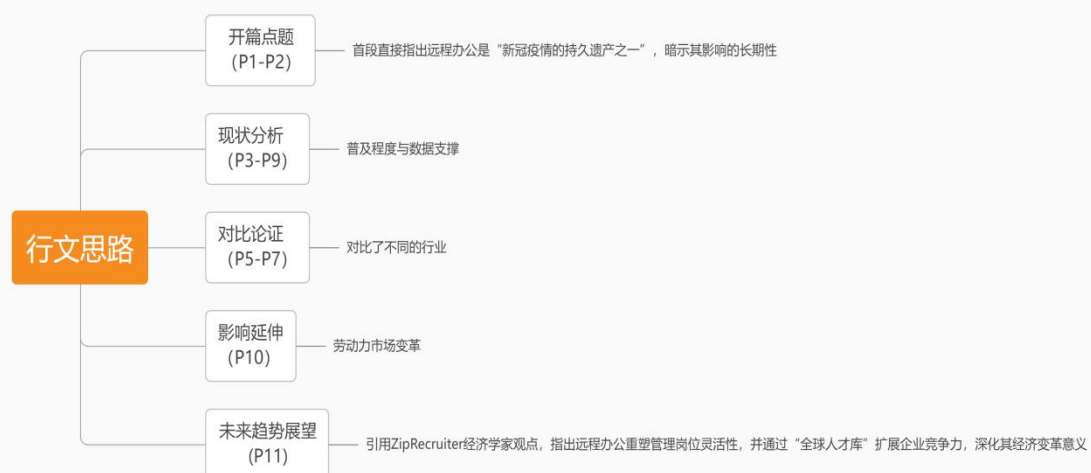 行文思路
开篇点题
(P1-P2)
首段直接指出远程办公是“新冠疫情的持久遗产之一”，暗示其影响的长期性
现状分析
(P3-P9)
普及程度与数据支撑
对比论证
(P5-P7)
对比了不同的行业
影响延伸
(P10)
劳动力市场变革
未来趋势展望
(P11)
引用ZipRecruiter经济学家观点，指出远程办公重塑管理岗位灵活性，并通过“全球人才库”扩展企业竞争力，深化其经济变革意义